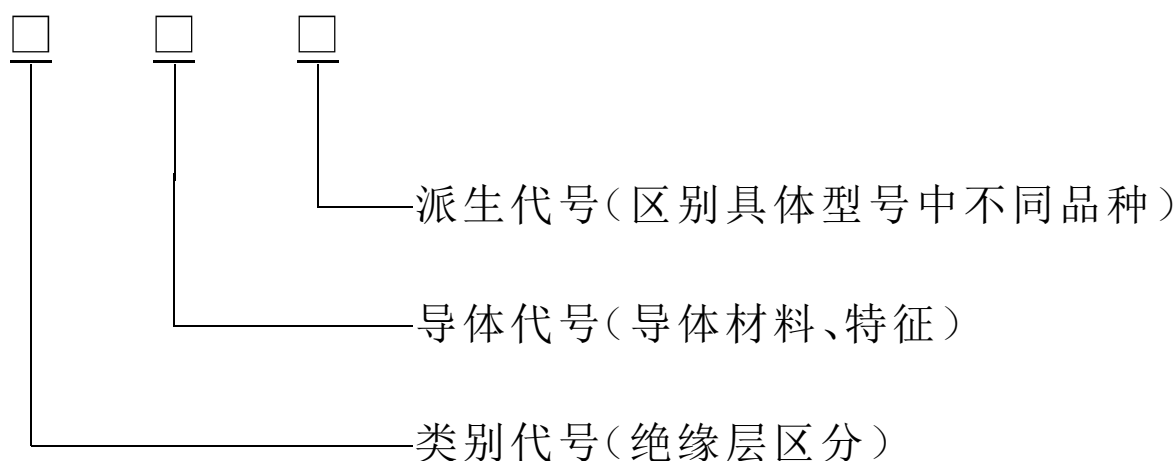 □ □ □
派生代号(区别具体型号中不同品种)
导体代号(导体材料、特征)
类别代号(绝缘层区分)